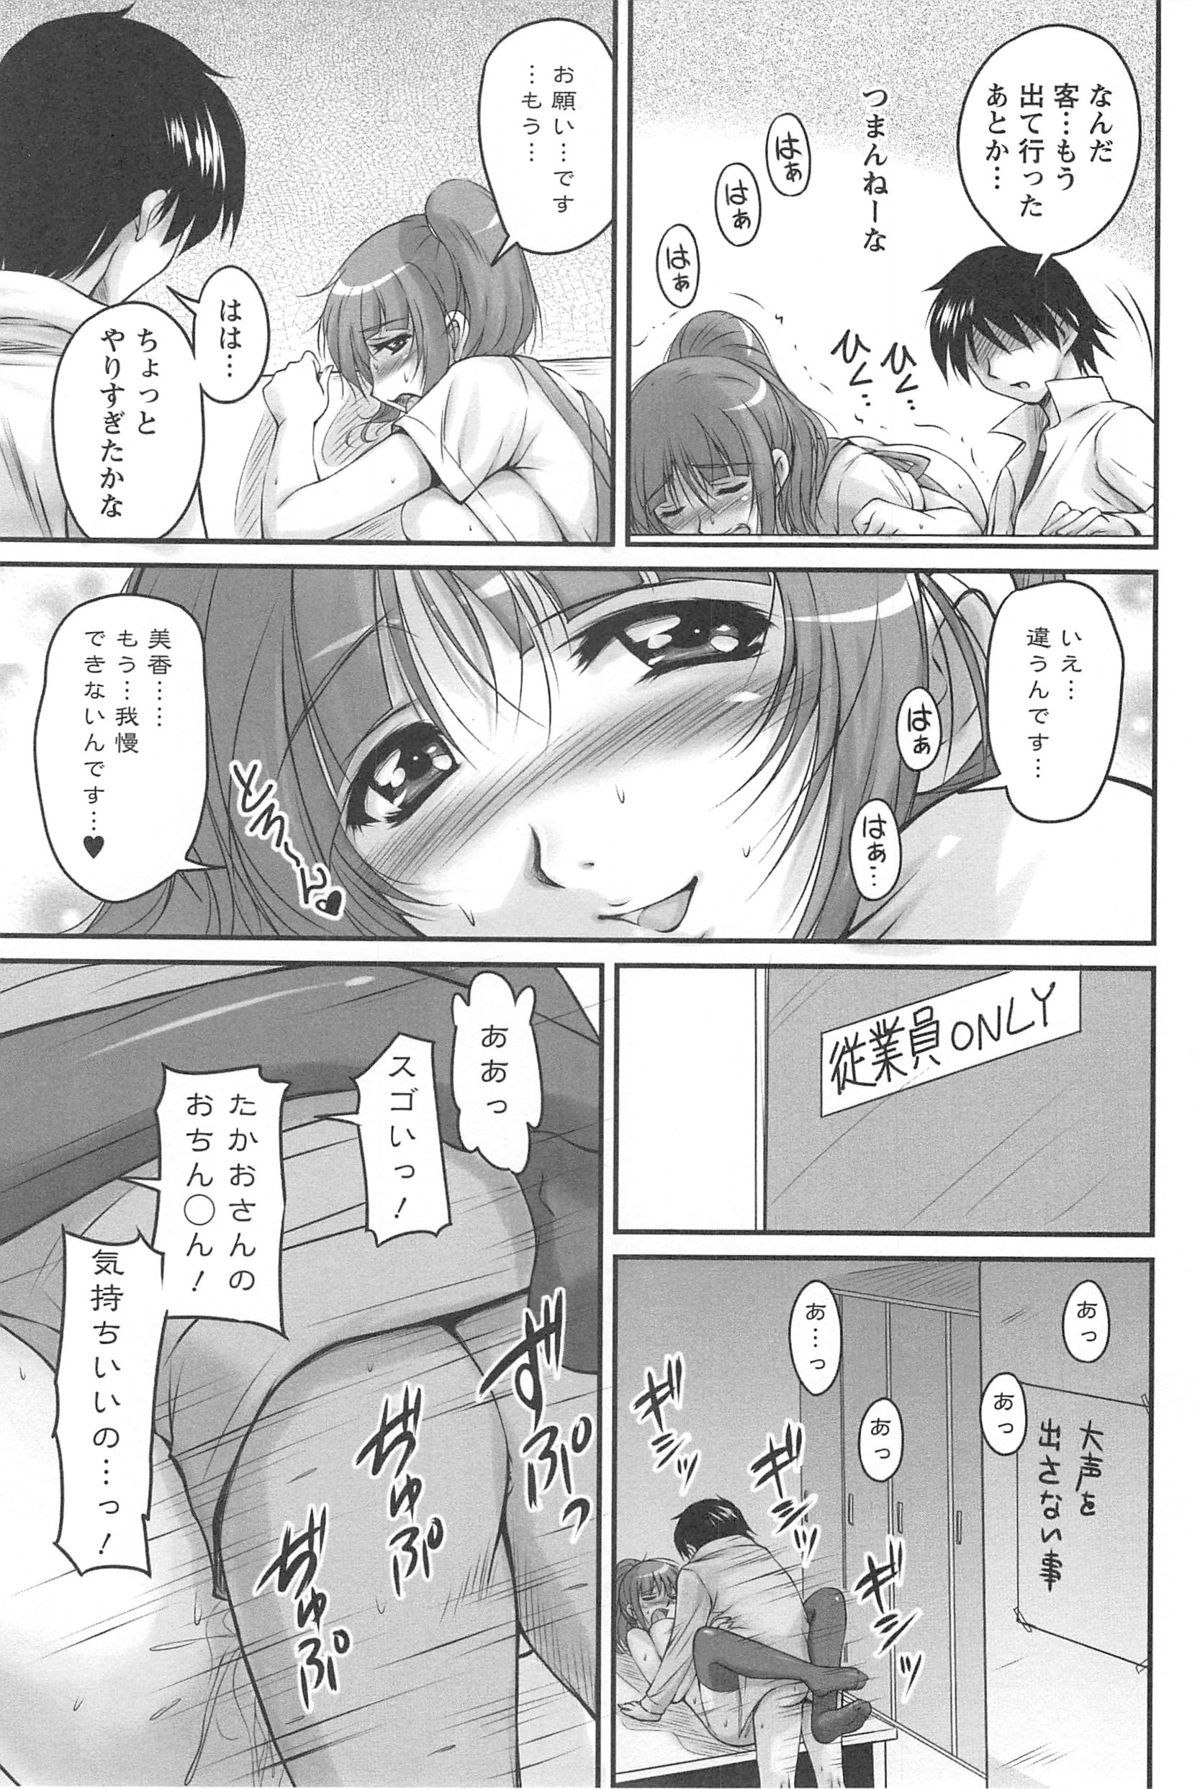 なんだ
客…もう
出て行った
あとか…
つまんねーな
はぁ
はぁ
はぁ
ひく…
ひく…
お願い…です
…もう…
はは…
ちょっと
やりすぎたかな
いえ…
違うんです…
はぁ
はぁ…
とろ〜ん♥
美香……
もう…我慢
できないんです…
♥
従業員ONLY
あっ
あっ
あっ
あ…っ
大声を
出さない事
ギシッ
ギシッ
ギシッ
ああっ
スゴいっ！
たかおさんの
おちん○ん！
気持ちいいの…っ！
ずぷっ
ぢゅぷ
ぢゅぷ